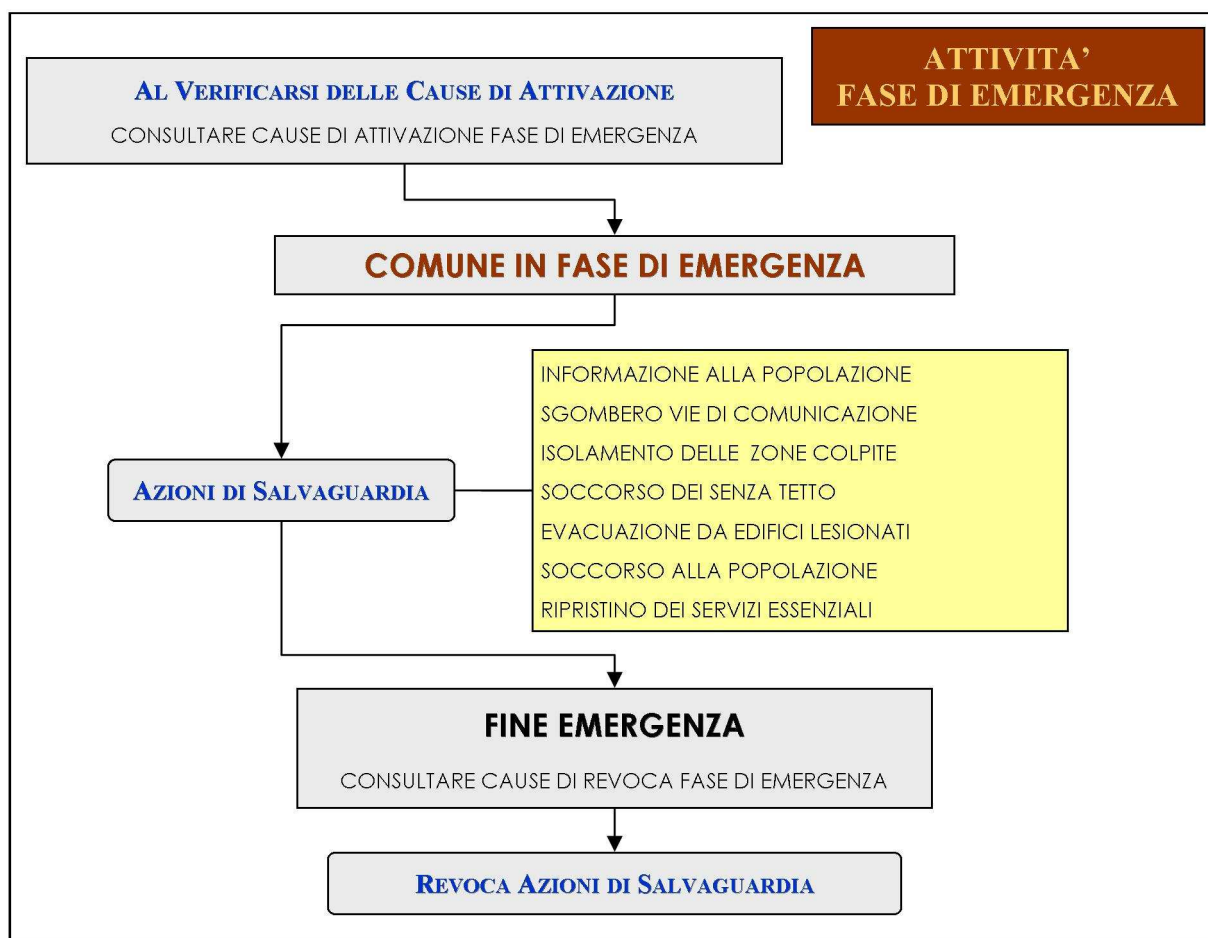 ATTIVITA’
FASE DI EMERGENZA
AL VERIFICARSI DELLE CAUSE DI ATTIVAZIONE
CONSULTARE CAUSE DI ATTIVAZIONE FASE DI EMERGENZA
COMUNE IN FASE DI EMERGENZA
INFORMAZIONE ALLA POPOLAZIONE
SGOMBERO VIE DI COMUNICAZIONE
ISOLAMENTO DELLE ZONE COLPITE
AZIONI DI SALVAGUARDIA
SOCCORSO DEI SENZA TETTO
EVACUAZIONE DA EDIFICI LESIONATI
SOCCORSO ALLA POPOLAZIONE
RIPRISTINO DEI SERVIZI ESSENZIALI
FINE EMERGENZA
CONSULTARE CAUSE DI REVOCA FASE DI EMERGENZA
REVOCA AZIONI DI SALVAGUARDIA